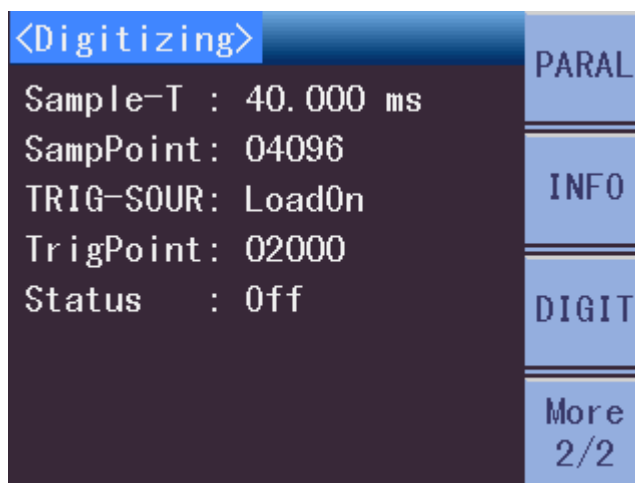 <Digitizing>
Sample-T : 40.000 ms
SampPoint: 04096
TRIG-SOUR: LoadOn
TrigPoint: 02000
Status : Off
PARAL
INFO
DIGIT
More
2/2